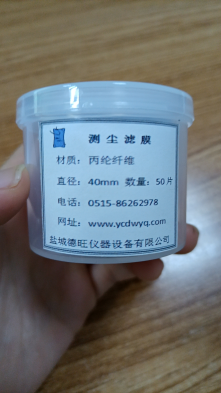 测尘滤膜
材质：丙纶纤维
直径：40mm 数量：50片
电话：0515-86262978
网址：www.ycdwyq.com
盐城德旺仪器设备有限公司